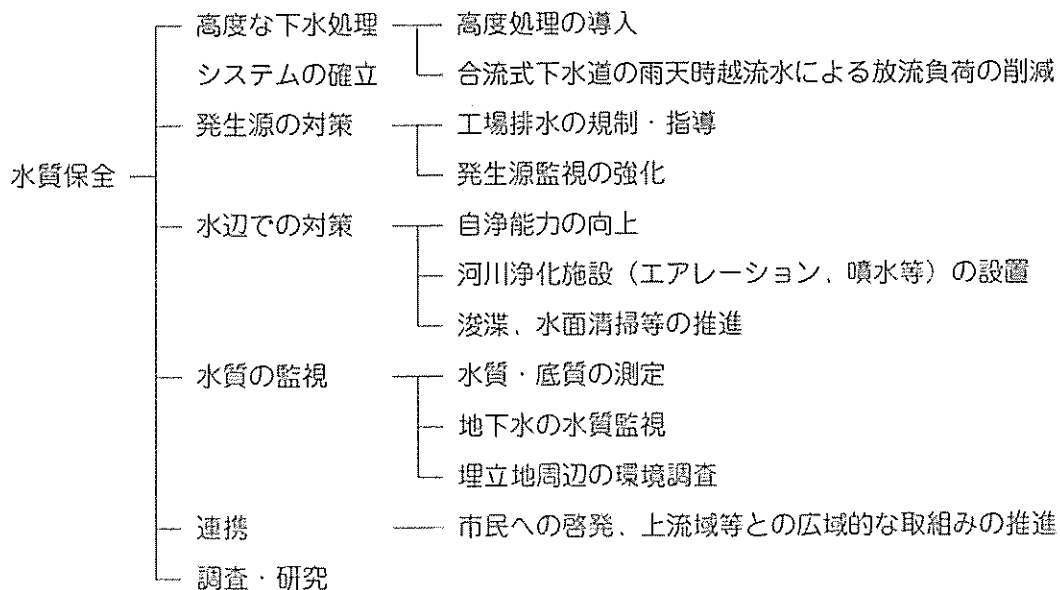 高度な下水処理 高度処理の導入
システムの確立 合流式下水道の雨天時越流水による放流負荷の削減
発生源の対策 工場排水の規制・指導
水質保全 発生源監視の強化
水辺での対策 自浄能力の向上
河川浄化施設（エアレーション、噴水等）の設置
浚渫、水面清掃等の推進
水質の監視 水質・底質の測定
地下水の水質監視
埋立地周辺の環境調査
連携 市民への啓発、上流域等との広域的な取組みの推進
調査・研究